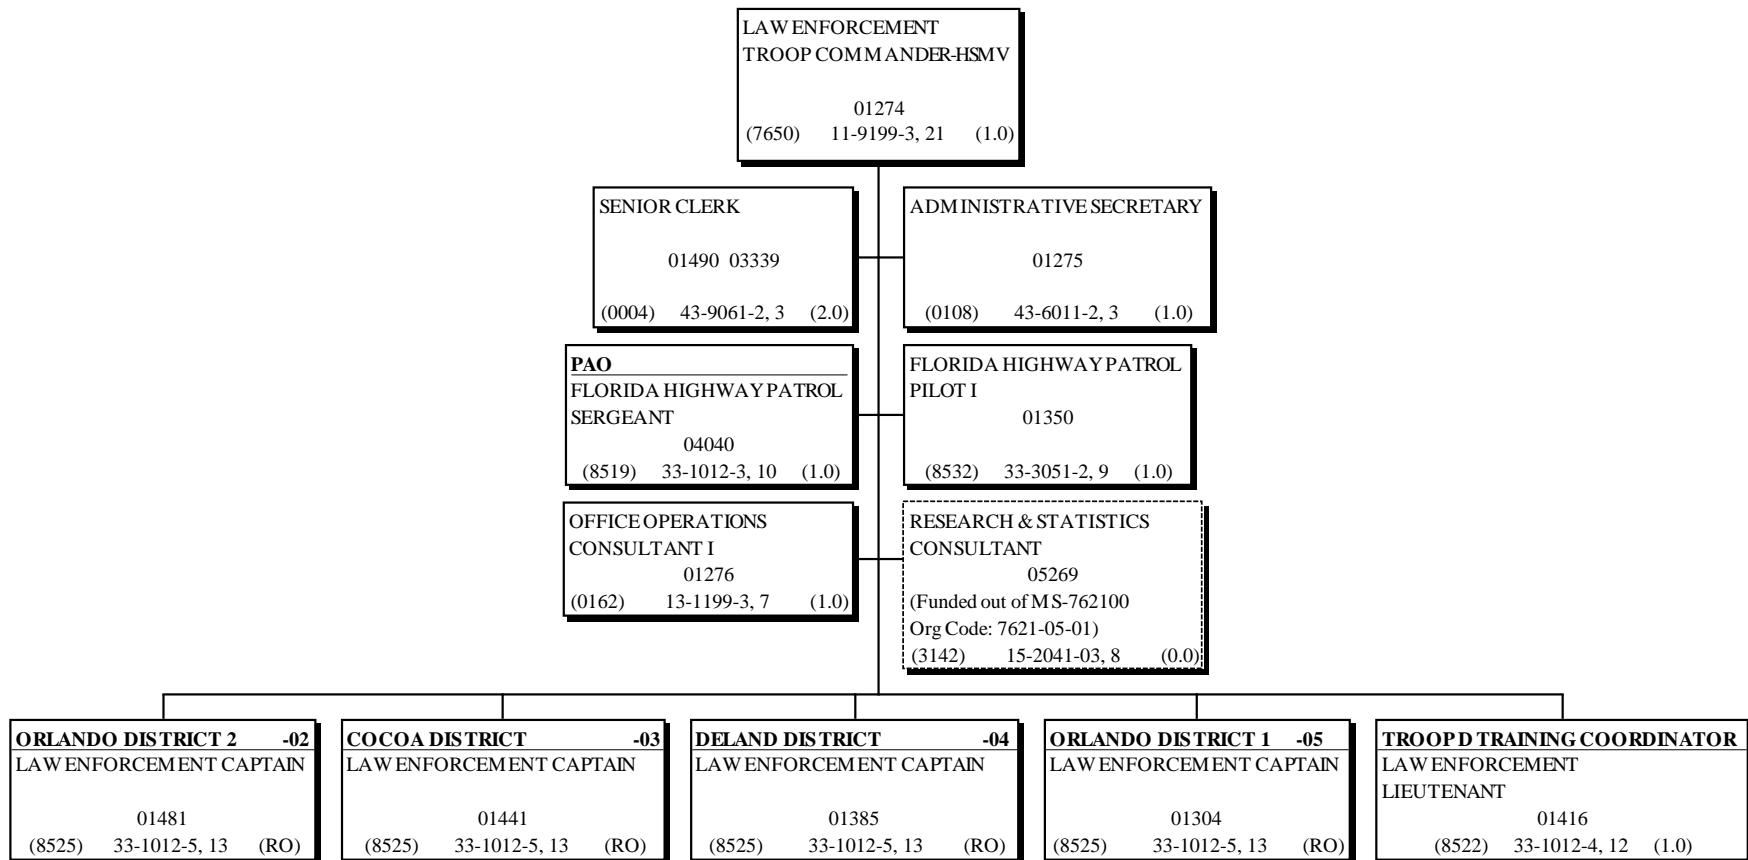 LAW ENFORCEMENT
TROOP COMMANDER-HSMV
01274
(7650) 11-9199-3, 21 (1.0)
SENIOR CLERK
01490 03339
(0004) 43-9061-2, 3 (2.0)
ADMINISTRATIVE SECRETARY
01275
(0108) 43-6011-2, 3 (1.0)
PAO
FLORIDA HIGHWAY PATROL
SERGEANT
04040
(8519) 33-1012-3, 10 (1.0)
FLORIDA HIGHWAY PATROL
PILOT I
01350
(8532) 33-3051-2, 9 (1.0)
OFFICE OPERATIONS
CONSULTANT I
01276
(0162) 13-1199-3, 7 (1.0)
RESEARCH & STATISTICS
CONSULTANT
05269
(Funded out of MS-762100
Org Code: 7621-05-01)
(3142) 15-2041-03, 8 (0.0)
ORLANDO DISTRICT 2 -02
LAW ENFORCEMENT CAPTAIN
01481
(8525) 33-1012-5, 13 (RO)
COCOA DISTRICT -03
LAW ENFORCEMENT CAPTAIN
01441
(8525) 33-1012-5, 13 (RO)
DELAND DISTRICT -04
LAW ENFORCEMENT CAPTAIN
01385
(8525) 33-1012-5, 13 (RO)
ORLANDO DISTRICT 1 -05
LAW ENFORCEMENT CAPTAIN
01304
(8525) 33-1012-5, 13 (RO)
TROOP D TRAINING COORDINATOR
LAW ENFORCEMENT
LIEUTENANT
01416
(8522) 33-1012-4, 12 (1.0)